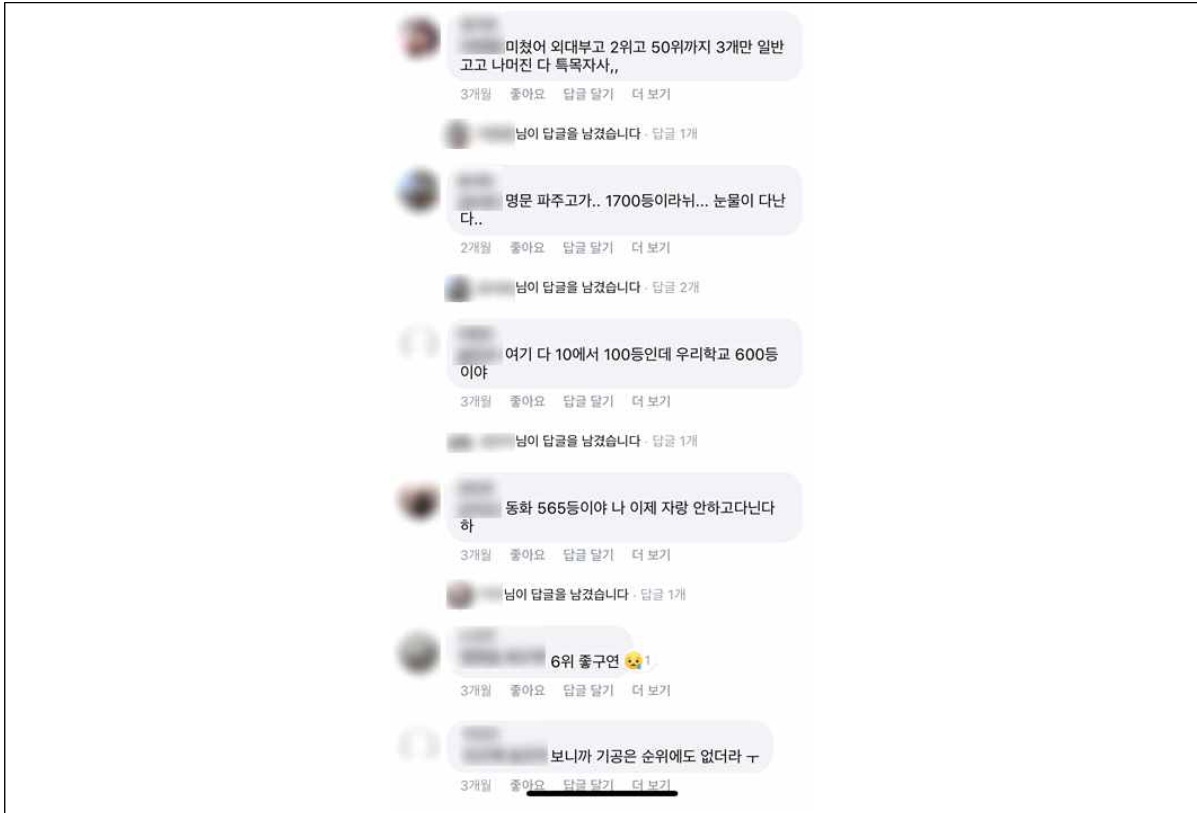 미쳤어 외대부고 2위고 50위까지 3개만 일반
고고 나머진 다 특목자사,,
3개월 좋아요 답글 달기 더 보기
님이 답글을 남겼습니다 · 답글 1개
명문 파주고가.. 1700등이라뉘... 눈물이 다난
다..
2개월 좋아요 답글 달기 더 보기
님이 답글을 남겼습니다 · 답글 2개
여기 다 10에서 100등인데 우리학교 600등
이야
3개월 좋아요 답글 달기 더 보기
님이 답글을 남겼습니다 · 답글 1개
동화 565등이야 나 이제 자랑 안하고다닌다
하
3개월 좋아요 답글 달기 더 보기
님이 답글을 남겼습니다 · 답글 1개
6위 좋구연 😥 1
3개월 좋아요 답글 달기 더 보기
보니까 기공은 순위에도 없더라 ㅜ
3개월 좋아요 답글 달기 더 보기